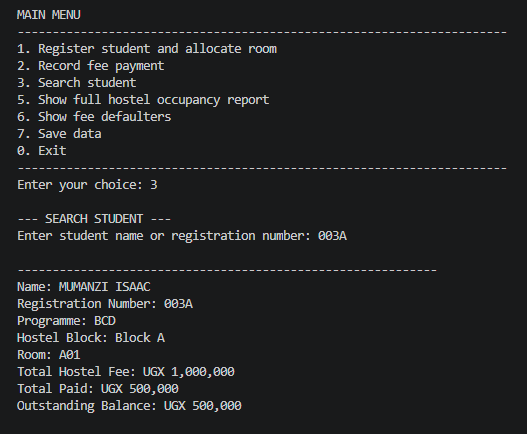 MAIN MENU
----------------------------------------------------------------------
1. Register student and allocate room
2. Record fee payment
3. Search student
5. Show full hostel occupancy report
6. Show fee defaulters
7. Save data
0. Exit
----------------------------------------------------------------------
Enter your choice: 3

--- SEARCH STUDENT ---
Enter student name or registration number: 003A

------------------------------------------------------------
Name: MUMANZI ISAAC
Registration Number: 003A
Programme: BCD
Hostel Block: Block A
Room: A01
Total Hostel Fee: UGX 1,000,000
Total Paid: UGX 500,000
Outstanding Balance: UGX 500,000